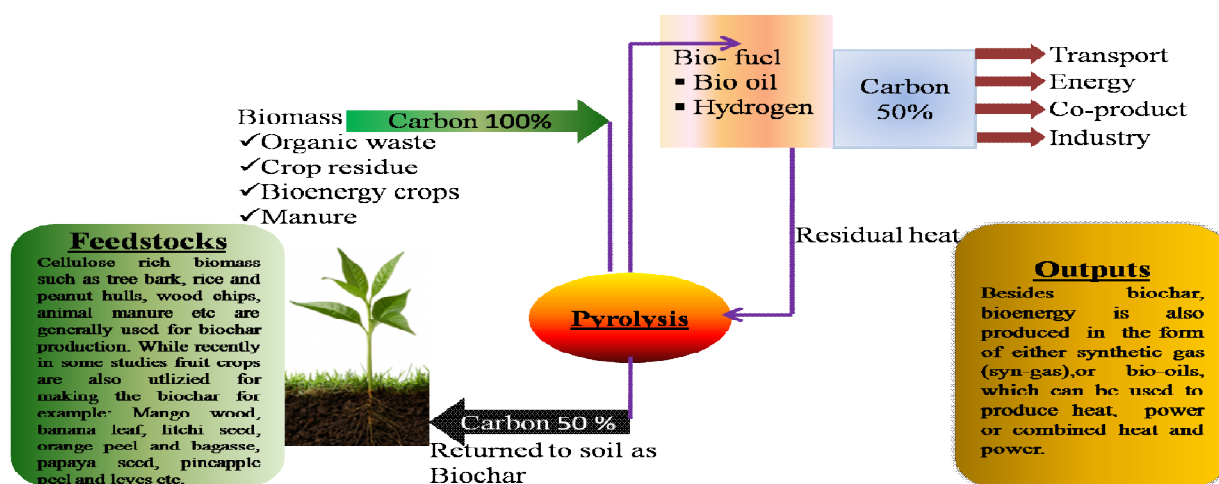 Biomass
✓Organic waste
✓Crop residue
✓Bioenergy crops
✓Manure
Carbon 100%
Bio- fuel
▪ Bio oil
▪ Hydrogen
Carbon
50%
Transport
Energy
Co-product
Industry
Residual heat
Pyrolysis
Carbon 50 %
Returned to soil as
Biochar
Feedstocks
Cellulose rich biomass
such as tree bark, rice and
peanut hulls, wood chips,
animal manure etc are
generally used for biochar
production. While recently
in some studies fruit crops
are also utlizied for
making the biochar for
example: Mango wood,
banana leaf, litchi seed,
orange peel and bagasse,
papaya seed, pineapple
peel and leves etc.
Outputs
Besides biochar,
bioenergy is also
produced in the form
of either synthetic gas
(syn-gas),or bio-oils,
which can be used to
produce heat, power
or combined heat and
power.